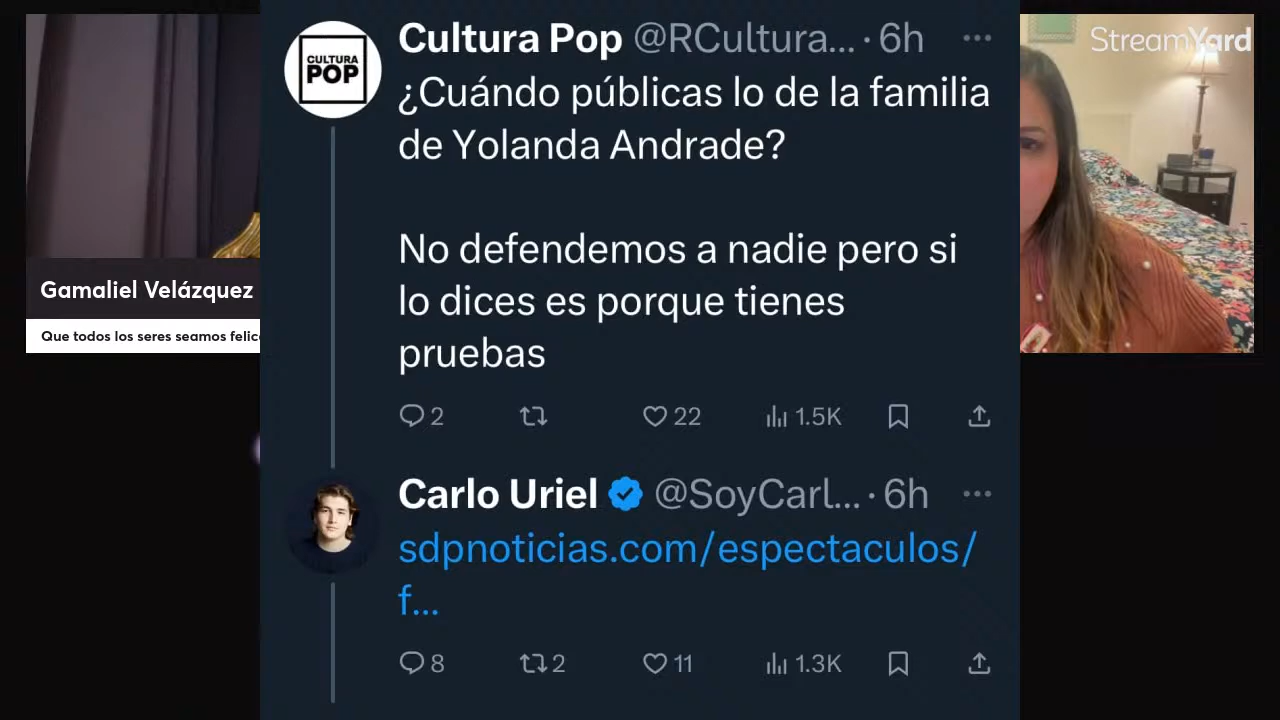 CULTURA
POP
Cultura Pop @RCultura... · 6h
¿Cuándo públicas lo de la familia
de Yolanda Andrade?
No defendemos a nadie pero si
lo dices es porque tienes
pruebas
2 22 1.5K
Carlo Uriel @SoyCarl... · 6h
sdpnoticias.com/espectaculos/
f...
8 2 11 1.3K
Gamaliel Velázquez
Que todos los seres seamos felic
StreamYard